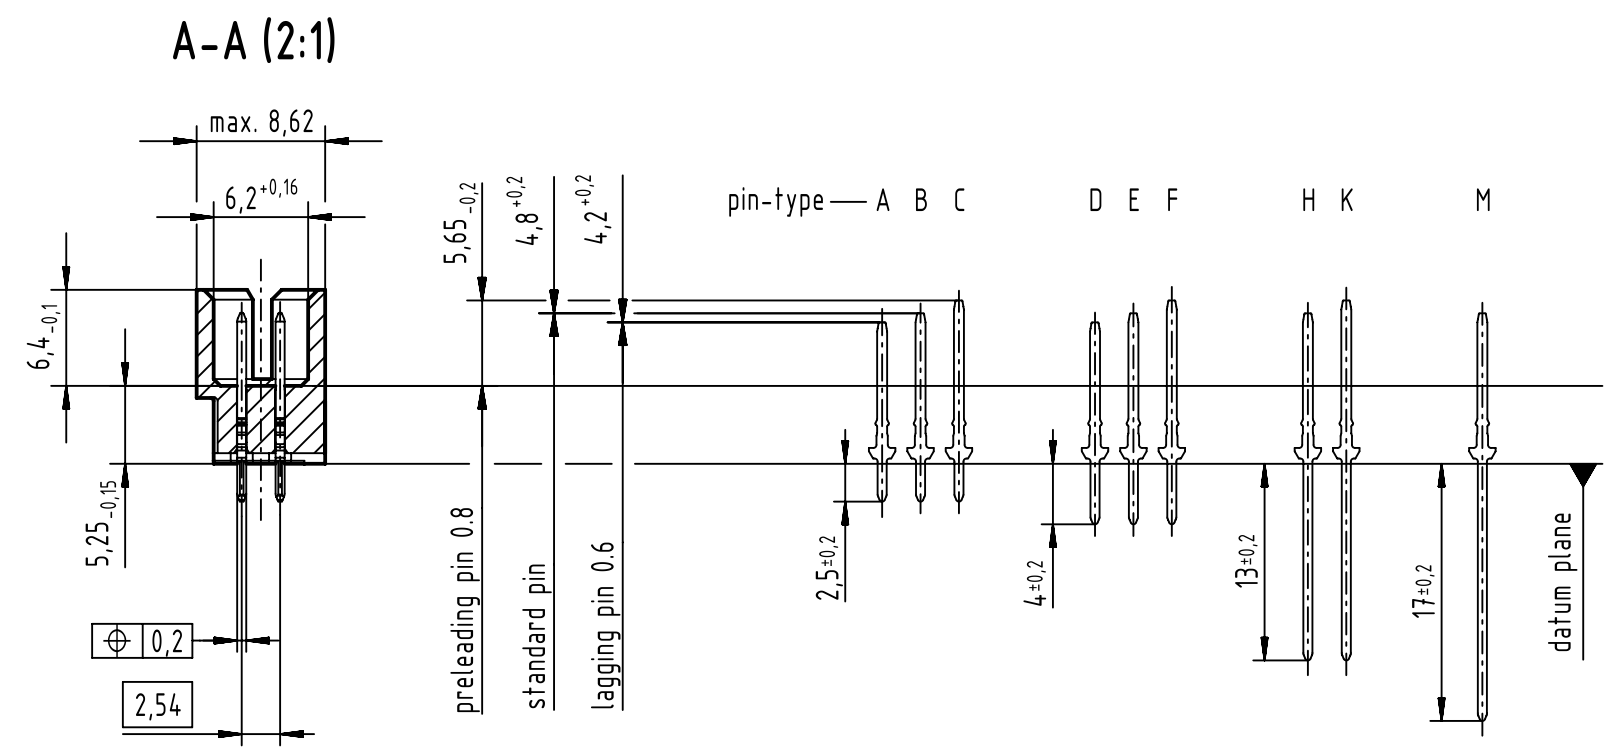 A-A (2:1)
max. 8,62
6,2 +0,16
6,4 -0,1
5,25 -0,15
⌖ 0,2
2,54
5,65 -0,2
4,8 +0,2
4,2 +0,2
preleading pin 0.8
standard pin
lagging pin 0.6
pin-type A B C D E F H K M
2,5±0,2
4±0,2
13±0,2
17±0,2
datum plane